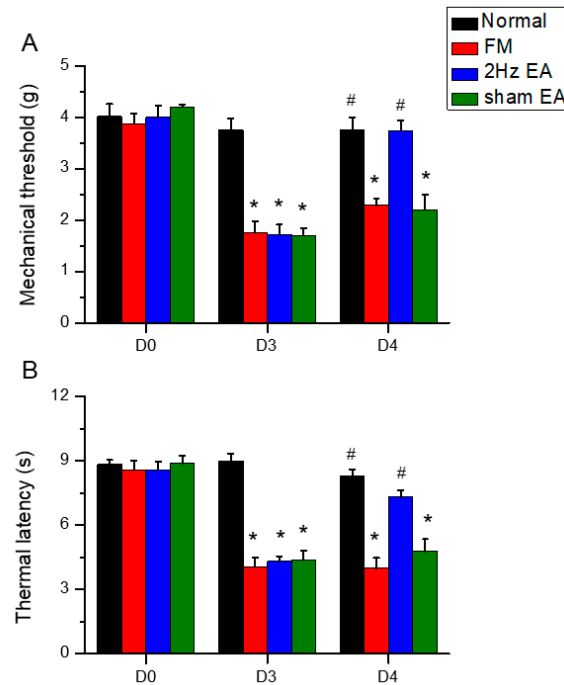 A
Normal
FM
2Hz EA
sham EA
Mechanical threshold (g)
5
4
3
2
1
0
* * *
# * # *
D0 D3 D4
B
Thermal latency (s)
12
9
6
3
0
* * *
# * # *
D0 D3 D4